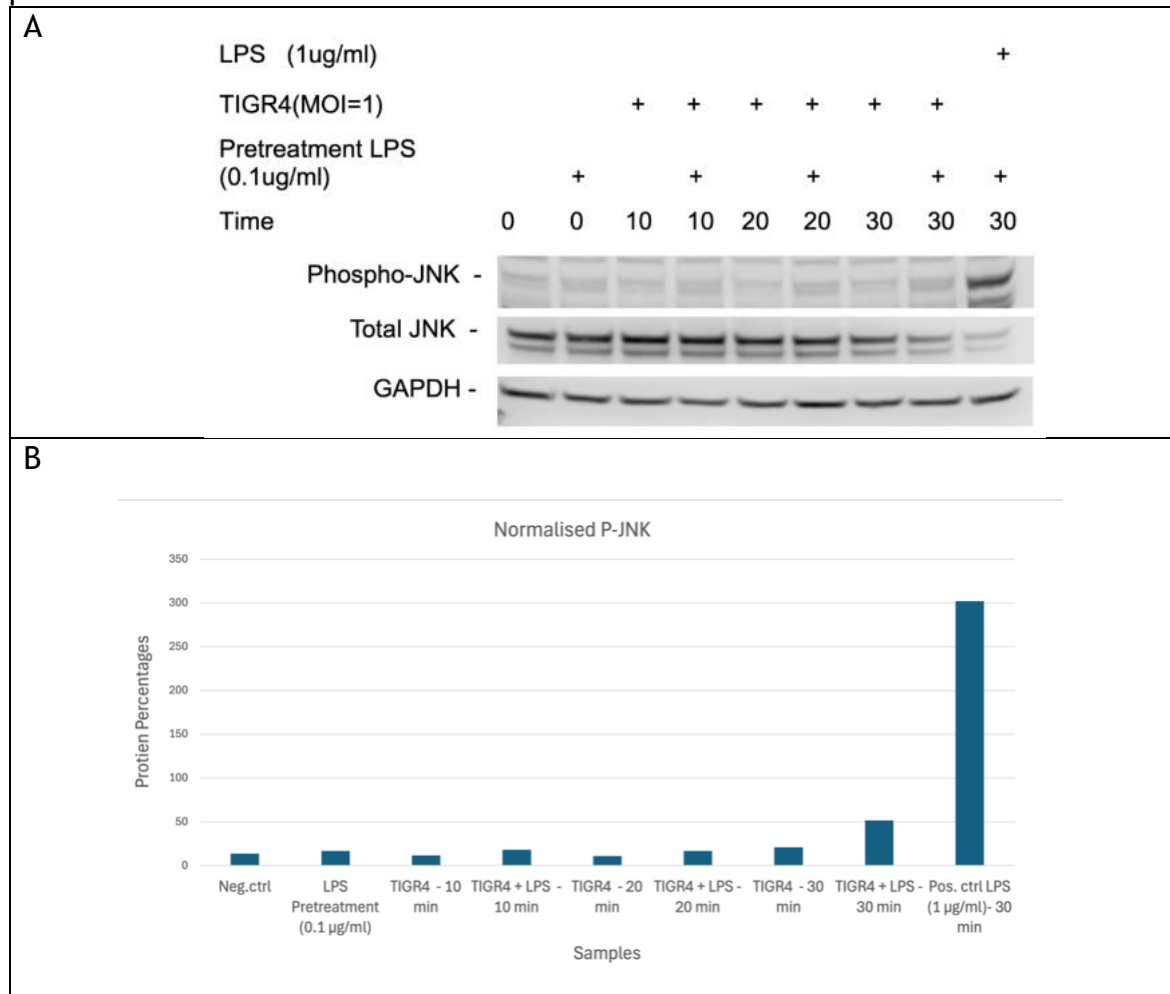 A
LPS (1ug/ml) +
TIGR4(MOI=1) + + + + + +
Pretreatment LPS
(0.1ug/ml) + + + + +
Time 0 0 10 10 20 20 30 30 30
Phospho-JNK -
Total JNK -
GAPDH -
B
Normalised P-JNK
350
300
250
200
150
100
50
0
Protien Percentages
Neg.ctrl
LPS
Pretreatment
(0.1 µg/ml)
TIGR4 - 10
min
TIGR4 + LPS -
10 min
TIGR4 - 20
min
TIGR4 + LPS -
20 min
TIGR4 - 30
min
TIGR4 + LPS -
30 min
Pos. ctrl LPS
(1 µg/ml)- 30
min
Samples